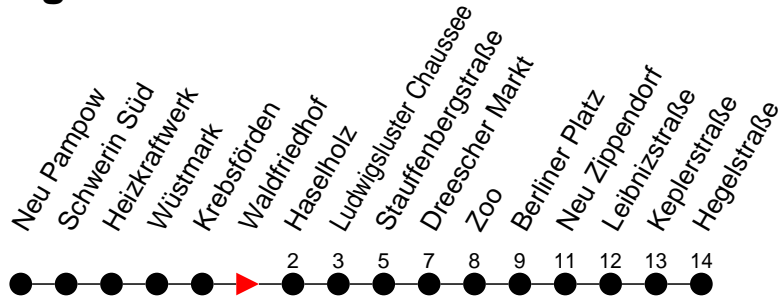 Neu Pampow
Schwerin Süd
Heizkraftwerk
Wüstmark
Krebsförden
Waldfriedhof
Haselholz
Ludwigsluster Chaussee
Stauffenbergstraße
Dreescher Markt
Zoo
Berliner Platz
Neu Zippendorf
Leibnizstraße
Keplerstraße
Hegelstraße
2 3 5 7 8 9 11 12 13 14